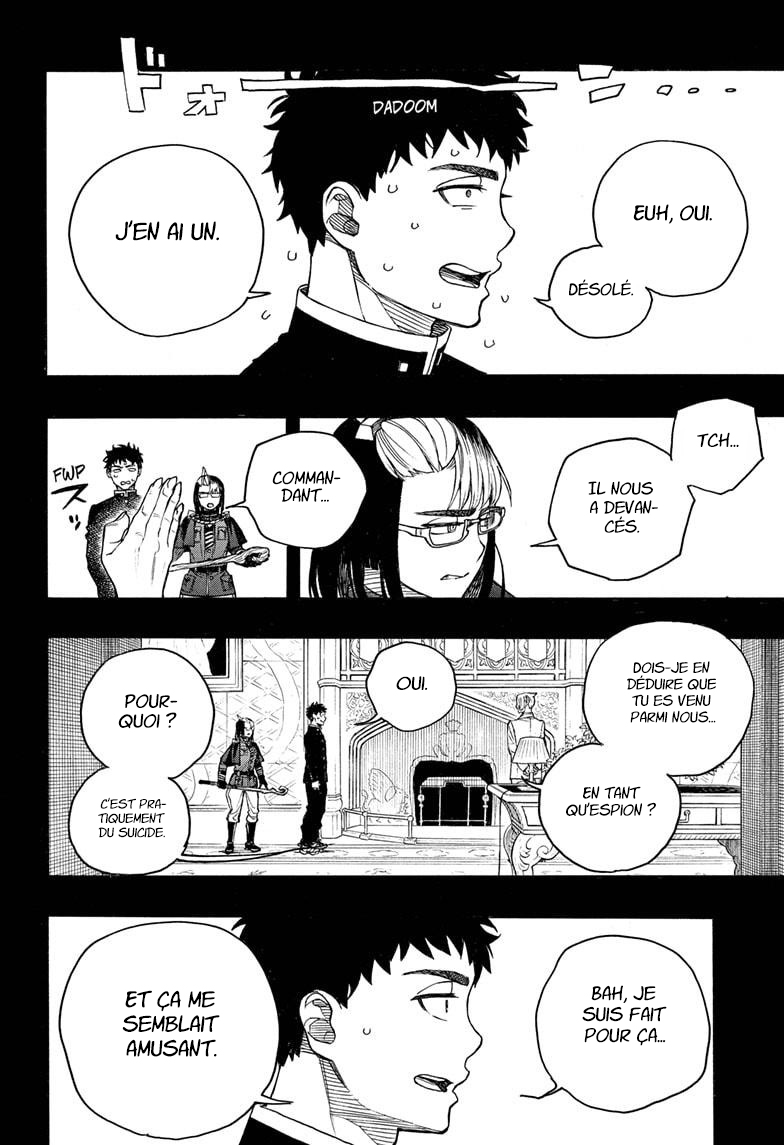 ドォ
DADOOM
EUH, OUI.
DÉSOLÉ.
J'EN AI UN.
TCH...
IL NOUS
A DEVAN-
CÉS.
COMMAN-
DANT...
FWP
スッ
DOIS-JE EN
DÉDUIRE QUE
TU ES VENU
PARMI NOUS...
EN TANT
QU'ESPION ?
OUI.
POUR-
QUOI ?
C'EST PRA-
TIQUEMENT
DU SUICIDE.
BAH, JE
SUIS FAIT
POUR ÇA...
ET ÇA ME
SEMBLAIT
AMUSANT.